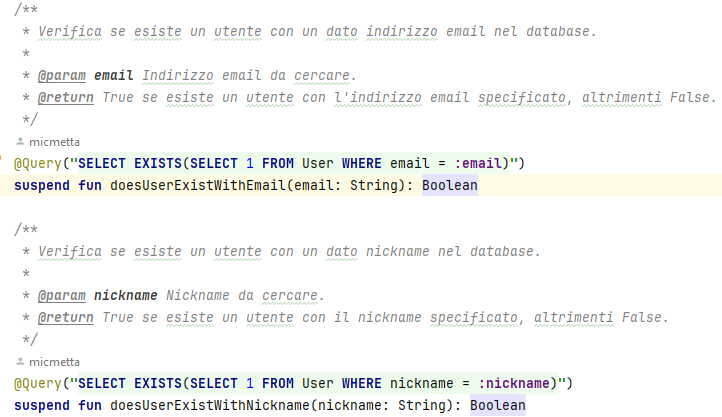 /**
* Verifica se esiste un utente con un dato indirizzo email nel database.
*
* @param email Indirizzo email da cercare.
* @return True se esiste un utente con l'indirizzo email specificato, altrimenti False.
*/
micmetta
@Query("SELECT EXISTS(SELECT 1 FROM User WHERE email = :email)")
suspend fun doesUserExistWithEmail(email: String): Boolean
/**
* Verifica se esiste un utente con un dato nickname nel database.
*
* @param nickname Nickname da cercare.
* @return True se esiste un utente con il nickname specificato, altrimenti False.
*/
micmetta
@Query("SELECT EXISTS(SELECT 1 FROM User WHERE nickname = :nickname)")
suspend fun doesUserExistWithNickname(nickname: String): Boolean